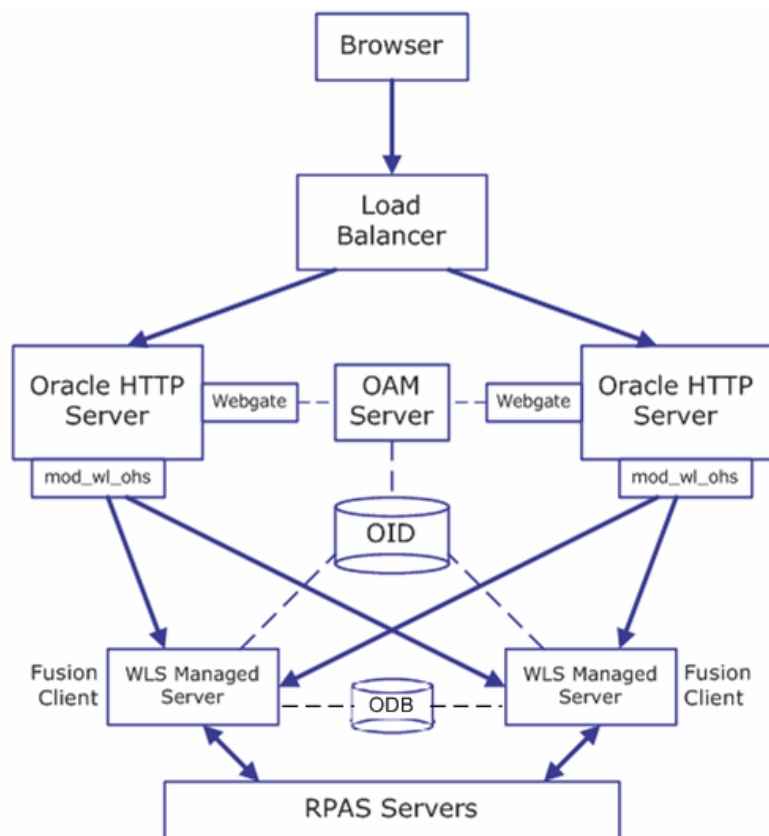 Browser
Load
Balancer
Oracle HTTP
Server
Webgate
OAM
Server
Webgate
Oracle HTTP
Server
mod_wl_ohs
mod_wl_ohs
OID
Fusion
Client
WLS Managed
Server
ODB
WLS Managed
Server
Fusion
Client
RPAS Servers